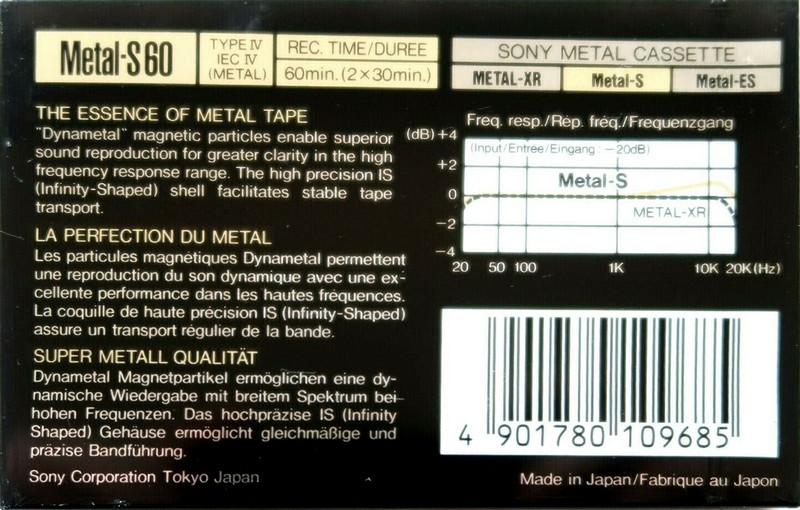 Metal-S 60
TYPE IV
IEC IV
(METAL)
REC. TIME/DUREE
60min. (2×30min.)
SONY METAL CASSETTE
METAL-XR
Metal-S
Metal-ES
THE ESSENCE OF METAL TAPE
"Dynametal" magnetic particles enable superior
sound reproduction for greater clarity in the high
frequency response range. The high precision IS
(Infinity-Shaped) shell facilitates stable tape
transport.
LA PERFECTION DU METAL
Les particules magnétiques Dynametal permettent
une reproduction du son dynamique avec une ex-
cellente performance dans les hautes fréquences.
La coquille de haute précision IS (Infinity-Shaped)
assure un transport régulier de la bande.
SUPER METALL QUALITÄT
Dynametal Magnetpartikel ermöglichen eine dy-
namische Wiedergabe mit breitem Spektrum bei
hohen Frequenzen. Das hochpräzise IS (Infinity
Shaped) Gehäuse ermöglicht gleichmäßige und
präzise Bandführung.
Sony Corporation Tokyo Japan
Freq. resp./Rép. fréq./Frequenzgang
(dB) +4
(Input/Entrée/Eingang : −20dB)
+2
Metal-S
0
METAL-XR
−2
−4
20 50 100 1K 10K 20K (Hz)
4 901780 109685
Made in Japan/Fabrique au Japon